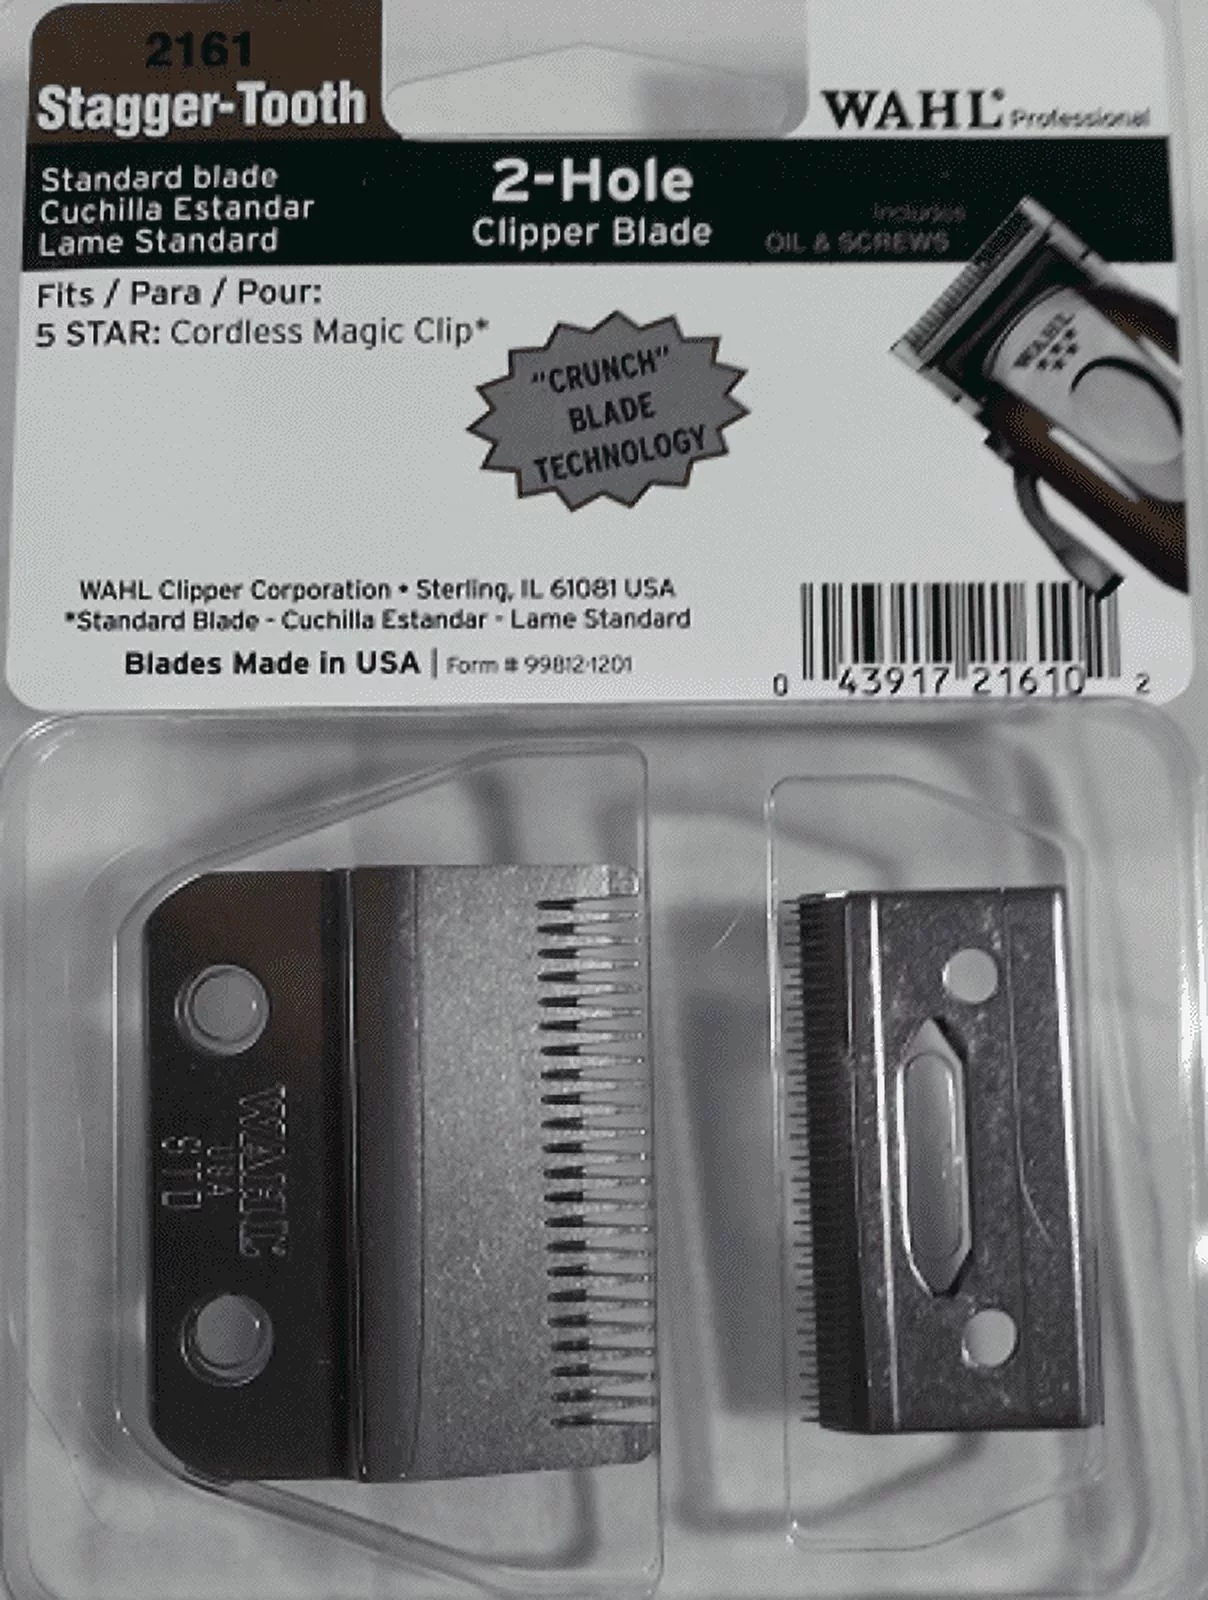 2161
Stagger-Tooth
WAHL® Professional
Standard blade
Cuchilla Estandar
Lame Standard
2-Hole
Clipper Blade
Includes
OIL & SCREWS
Fits / Para / Pour:
5 STAR: Cordless Magic Clip*
"CRUNCH"
BLADE
TECHNOLOGY
WAHL
WAHL Clipper Corporation • Sterling, IL 61081 USA
*Standard Blade - Cuchilla Estandar - Lame Standard
Blades Made in USA | Form # 99812-1201
0 43917 21610 2
WAHL
USA
STD